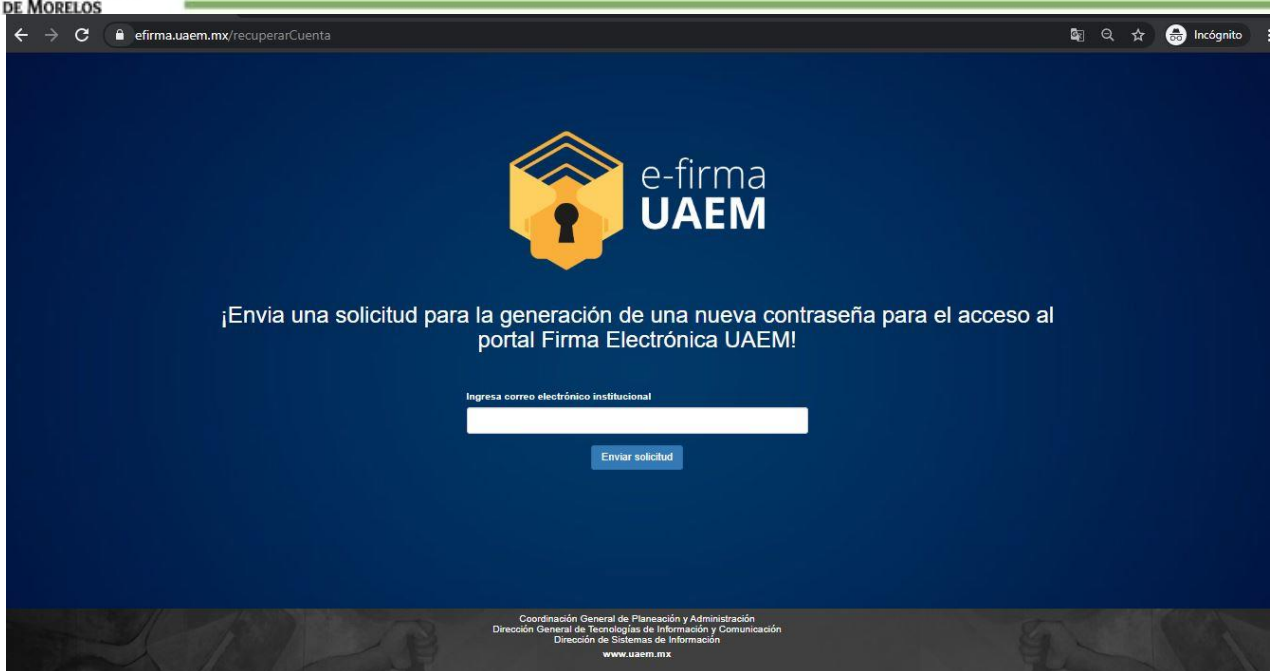 DE MORELOS
efirma.uaem.mx/recuperarCuenta
Incógnito
e-firma
UAEM
¡Envia una solicitud para la generación de una nueva contraseña para el acceso al
portal Firma Electrónica UAEM!
Ingresa correo electrónico institucional
Enviar solicitud
Coordinación General de Planeación y Administración
Dirección General de Tecnologías de Información y Comunicación
Dirección de Sistemas de Información
www.uaem.mx